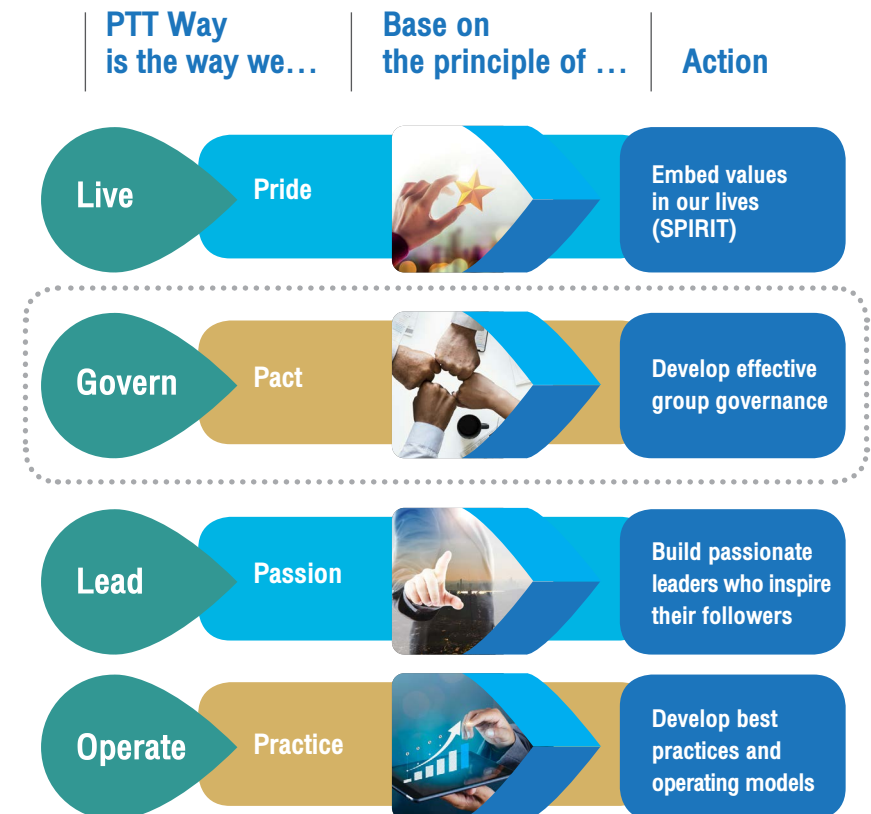 PTT Way
is the way we...
Base on
the principle of ...
Action
Live
Pride
Embed values
in our lives
(SPIRIT)
Govern
Pact
Develop effective
group governance
Lead
Passion
Build passionate
leaders who inspire
their followers
Operate
Practice
Develop best
practices and
operating models